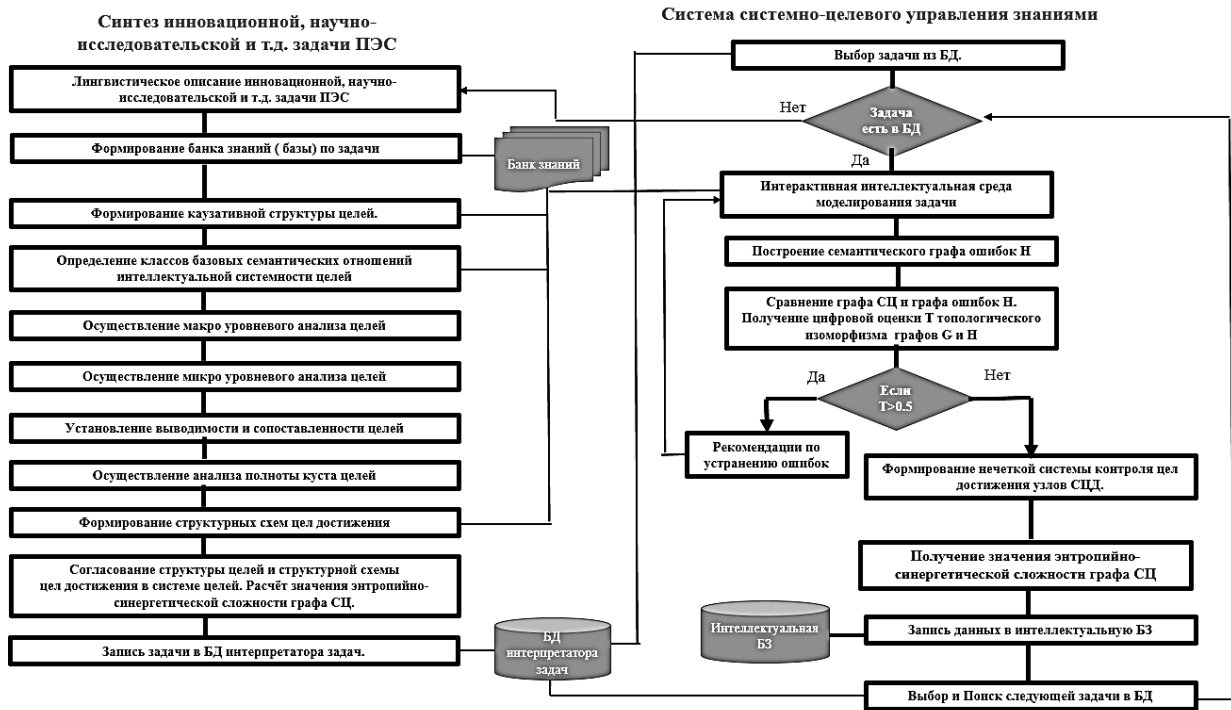 Синтез инновационной, научно-
исследовательской и т.д. задачи ПЭС
Лингвистическое описание инновационной, научно-
исследовательской и т.д. задачи ПЭС
Формирование банка знаний ( базы) по задачи
Банк знаний
Формирование каузативной структуры целей.
Определение классов базовых семантических отношений
интеллектуальной системности целей
Осуществление макро уровневого анализа целей
Осуществление микро уровневого анализа целей
Установление выводимости и сопоставленности целей
Осуществление анализа полноты куста целей
Формирование структурных схем цел достижения
Согласование структуры целей и структурной схемы
цел достижения в системе целей. Расчёт значения энтропийно-
синергетической сложности графа СЦ.
Запись задачи в БД интерпретатора задач.
БД
интерпретатора
задач
Система системно-целевого управления знаниями
Выбор задачи из БД.
Нет
Задача
есть в БД
Да
Интерактивная интеллектуальная среда
моделирования задачи
Построение семантического графа ошибок Н
Сравнение графа СЦ и графа ошибок Н.
Получение цифровой оценки Т топологического
изоморфизма графов G и Н
Да
Если
Т>0.5
Нет
Рекомендации по
устранению ошибок
Формирование нечеткой системы контроля цел
достижения узлов СЦД.
Получение значения энтропийно-
синергетической сложности графа СЦ
Интеллектуальная
БЗ
Запись данных в интеллектуальную БЗ
Выбор и Поиск следующей задачи в БД